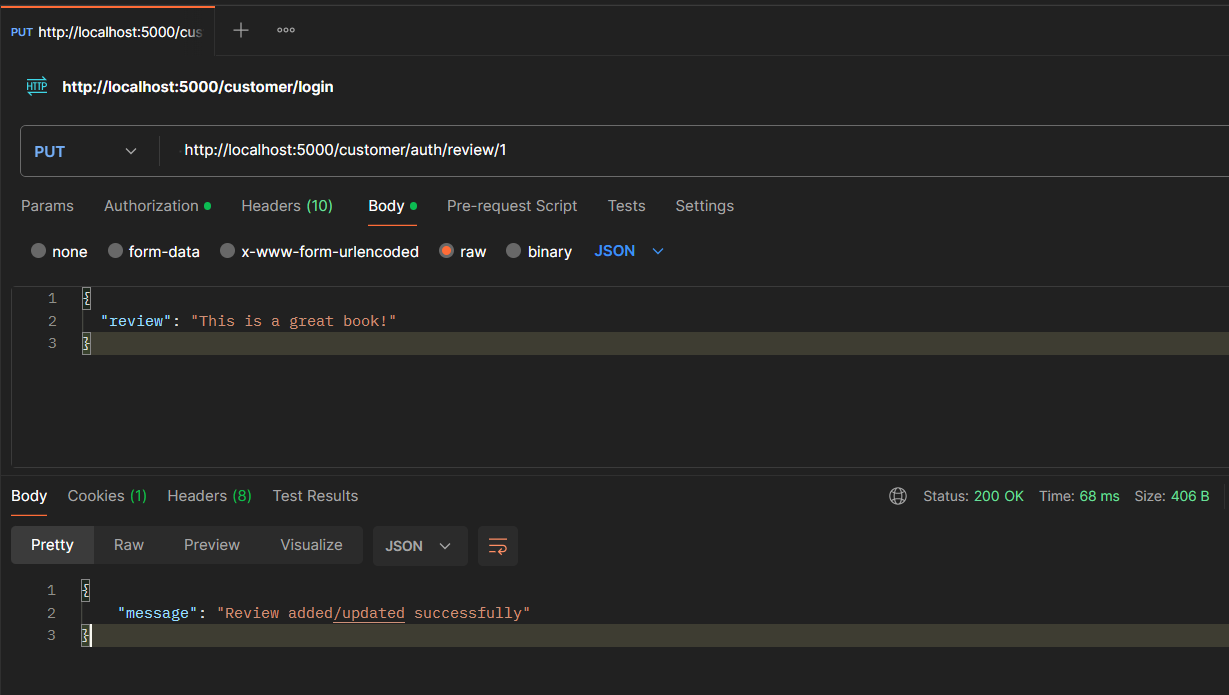 PUT http://localhost:5000/cus
HTTP http://localhost:5000/customer/login
PUT http://localhost:5000/customer/auth/review/1
Params Authorization Headers (10) Body Pre-request Script Tests Settings
none form-data x-www-form-urlencoded raw binary JSON
1 {
2 "review": "This is a great book!"
3 }
Body Cookies (1) Headers (8) Test Results Status: 200 OK Time: 68 ms Size: 406 B
Pretty Raw Preview Visualize JSON
1 {
2 "message": "Review added/updated successfully"
3 }